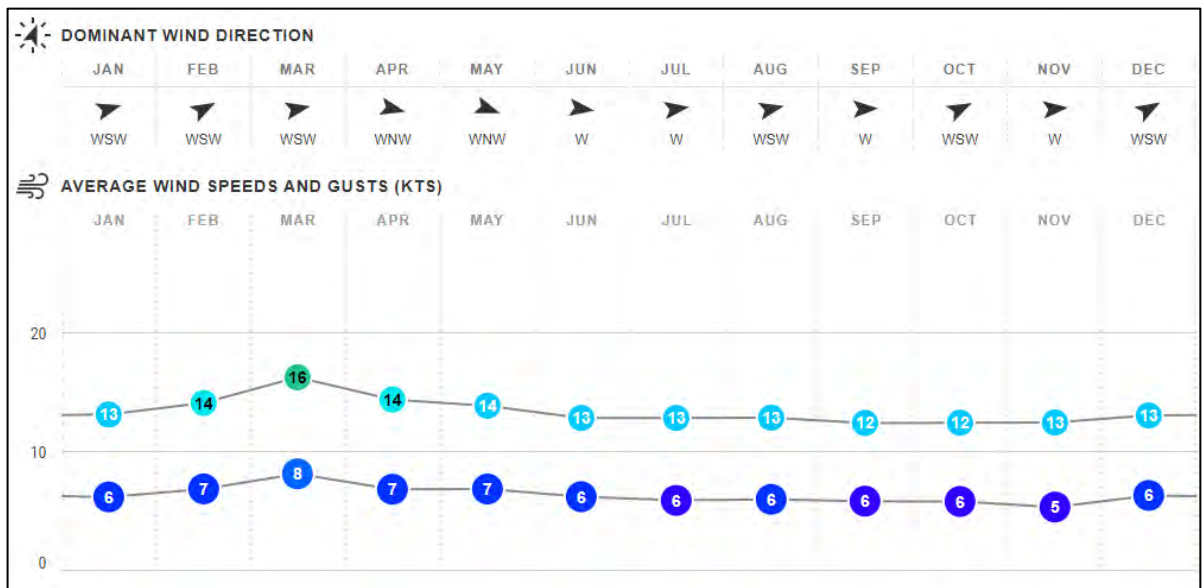 DOMINANT WIND DIRECTION
JAN FEB MAR APR MAY JUN JUL AUG SEP OCT NOV DEC
WSW WSW WSW WNW WNW W W WSW W WSW W WSW
AVERAGE WIND SPEEDS AND GUSTS (KTS)
JAN FEB MAR APR MAY JUN JUL AUG SEP OCT NOV DEC
20
13 14 16 14 14 13 13 13 12 12 13 13
10
6 7 8 7 7 6 6 6 6 6 5 6
0